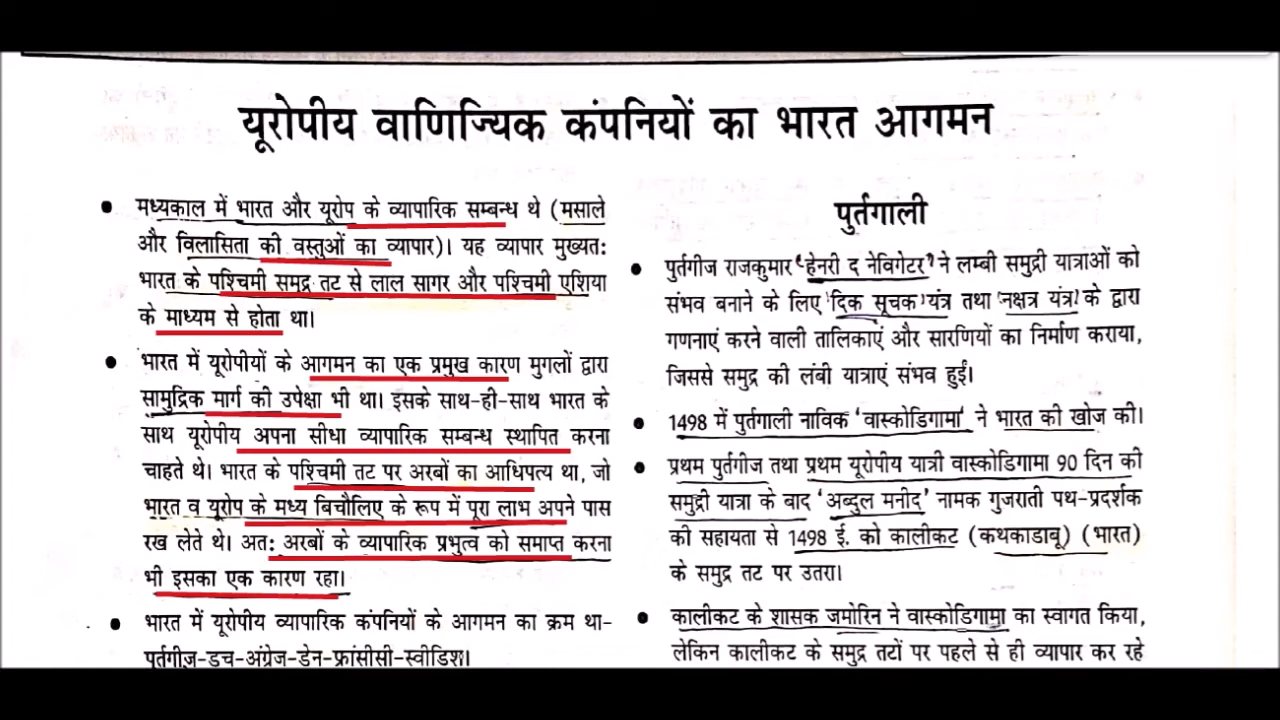 यूरोपीय वाणिज्यिक कंपनियों का भारत आगमन
● मध्यकाल में भारत और यूरोप के व्यापारिक सम्बन्ध थे (मसाले
और विलासिता की वस्तुओं का व्यापार)। यह व्यापार मुख्यत:
भारत के पश्चिमी समुद्र तट से लाल सागर और पश्चिमी एशिया
के माध्यम से होता था।
● भारत में यूरोपीयों के आगमन का एक प्रमुख कारण मुगलों द्वारा
सामुद्रिक मार्ग की उपेक्षा भी था। इसके साथ-ही-साथ भारत के
साथ यूरोपीय अपना सीधा व्यापारिक सम्बन्ध स्थापित करना
चाहते थे। भारत के पश्चिमी तट पर अरबों का आधिपत्य था, जो
भारत व यूरोप के मध्य बिचौलिए के रूप में पूरा लाभ अपने पास
रख लेते थे। अत: अरबों के व्यापारिक प्रभुत्व को समाप्त करना
भी इसका एक कारण रहा।
● भारत में यूरोपीय व्यापारिक कंपनियों के आगमन का क्रम था-
पुर्तगीज-डच-अंग्रेज-डेन-फ्रांसीसी-स्वीडिश।
पुर्तगाली
● पुर्तगीज राजकुमार 'हेनरी द नेविगेटर' ने लम्बी समुद्री यात्राओं को
संभव बनाने के लिए 'दिक सूचक' यंत्र तथा 'नक्षत्र यंत्र' के द्वारा
गणनाएं करने वाली तालिकाएं और सारणियों का निर्माण कराया,
जिससे समुद्र की लंबी यात्राएं संभव हुईं।
● 1498 में पुर्तगाली नाविक 'वास्कोडिगामा' ने भारत की खोज की।
● प्रथम पुर्तगीज तथा प्रथम यूरोपीय यात्री वास्कोडिगामा 90 दिन की
समुद्री यात्रा के बाद 'अब्दुल मनीद' नामक गुजराती पथ-प्रदर्शक
की सहायता से 1498 ई. को कालीकट (कथकाडाबू) (भारत)
के समुद्र तट पर उतरा।
● कालीकट के शासक जमोरिन ने वास्कोडिगामा का स्वागत किया,
लेकिन कालीकट के समुद्र तटों पर पहले से ही व्यापार कर रहे